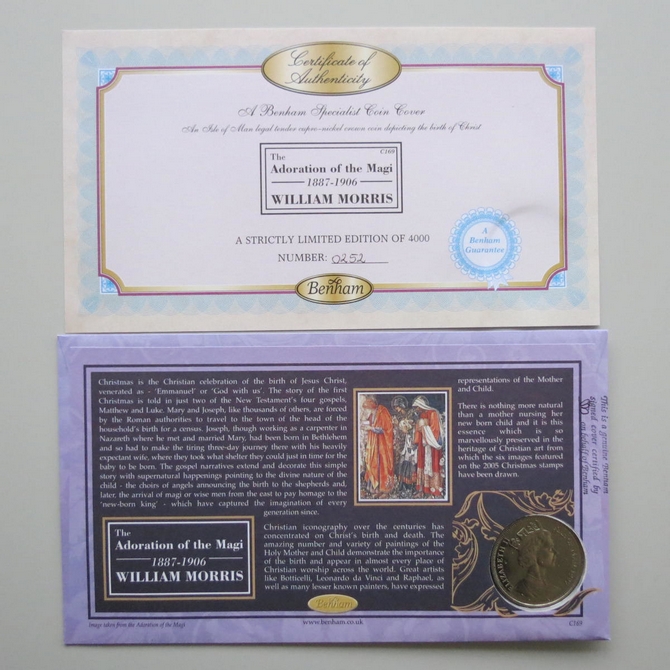 Certificate of
Authenticity
A Benham Specialist Coin Cover
An Isle of Man legal tender cupro-nickel crown coin depicting the birth of Christ
C169
The
Adoration of the Magi
1887-1906
WILLIAM MORRIS
A STRICTLY LIMITED EDITION OF 4000
NUMBER: 0252
A
Benham
Guarantee
Benham
Christmas is the Christian celebration of the birth of Jesus Christ,
venerated as - 'Emmanuel' or 'God with us'. The story of the first
Christmas is told in just two of the New Testament's four gospels,
Matthew and Luke. Mary and Joseph, like thousands of others, are forced
by the Roman authorities to travel to the town of the head of the
household's birth for a census. Joseph, though working as a carpenter in
Nazareth where he met and married Mary, had been born in Bethlehem
and so had to make the tiring three-day journey there with his heavily
expectant wife, where they took what shelter they could just in time for the
baby to be born. The gospel narratives extend and decorate this simple
story with supernatural happenings pointing to the divine nature of the
child - the choirs of angels announcing the birth to the shepherds and,
later, the arrival of magi or wise men from the east to pay homage to the
'new-born king' - which have captured the imagination of every
generation since.
Christian iconography over the centuries has
concentrated on Christ's birth and death. The
amazing number and variety of paintings of the
Holy Mother and Child demonstrate the importance
of the birth and appear in almost every place of
Christian worship across the world. Great artists
like Botticelli, Leonardo da Vinci and Raphael, as
well as many lesser known painters, have expressed
representations of the Mother
and Child.
There is nothing more natural
than a mother nursing her
new born child and it is this
essence which is so
marvellously preserved in the
heritage of Christian art from
which the six images featured
on the 2005 Christmas stamps
have been drawn.
This is a genuine Benham
signed cover certified by
on behalf of Benham
The
Adoration of the Magi
1887-1906
WILLIAM MORRIS
ELIZABETH II
Benham
Image taken from the Adoration of the Magi
www.benham.co.uk
C169